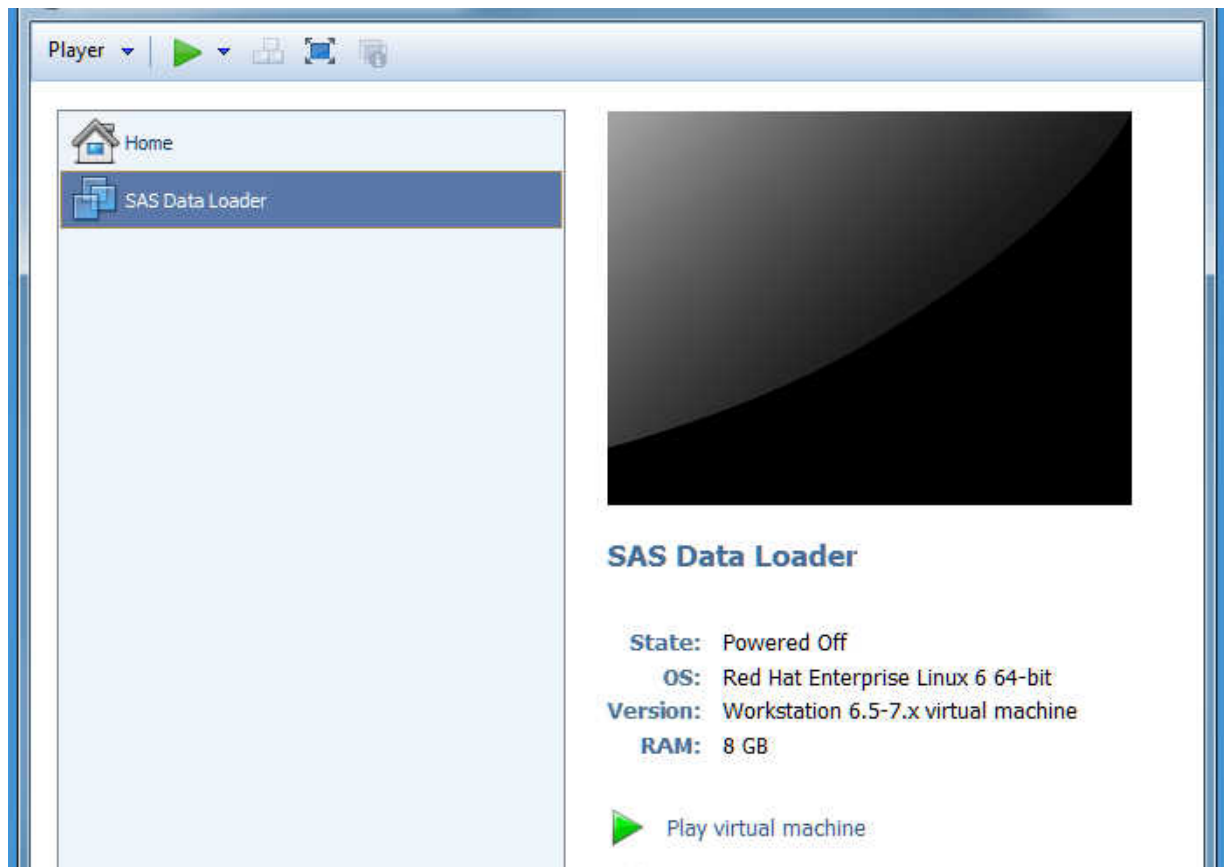 Player
Home
SAS Data Loader
SAS Data Loader
State: Powered Off
OS: Red Hat Enterprise Linux 6 64-bit
Version: Workstation 6.5-7.x virtual machine
RAM: 8 GB
Play virtual machine